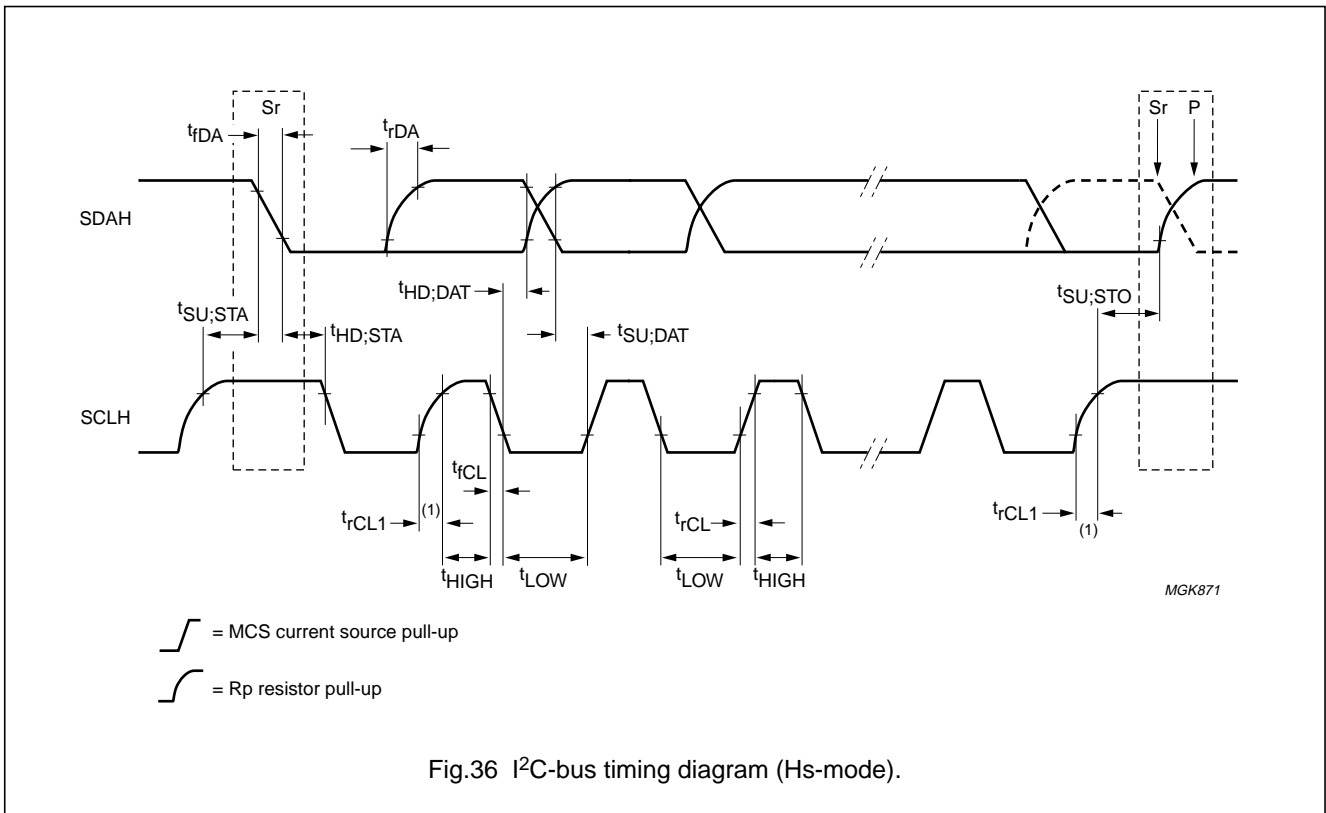 Sr
Sr P
tfDA
trDA
SDAH
tHD;DAT
tSU;STA
tHD;STA
tSU;DAT
tSU;STO
SCLH
tfCL
trCL1 (1)
trCL
trCL1 (1)
tHIGH tLOW tLOW tHIGH
MGK871
= MCS current source pull-up
= Rp resistor pull-up
Fig.36 I²C-bus timing diagram (Hs-mode).